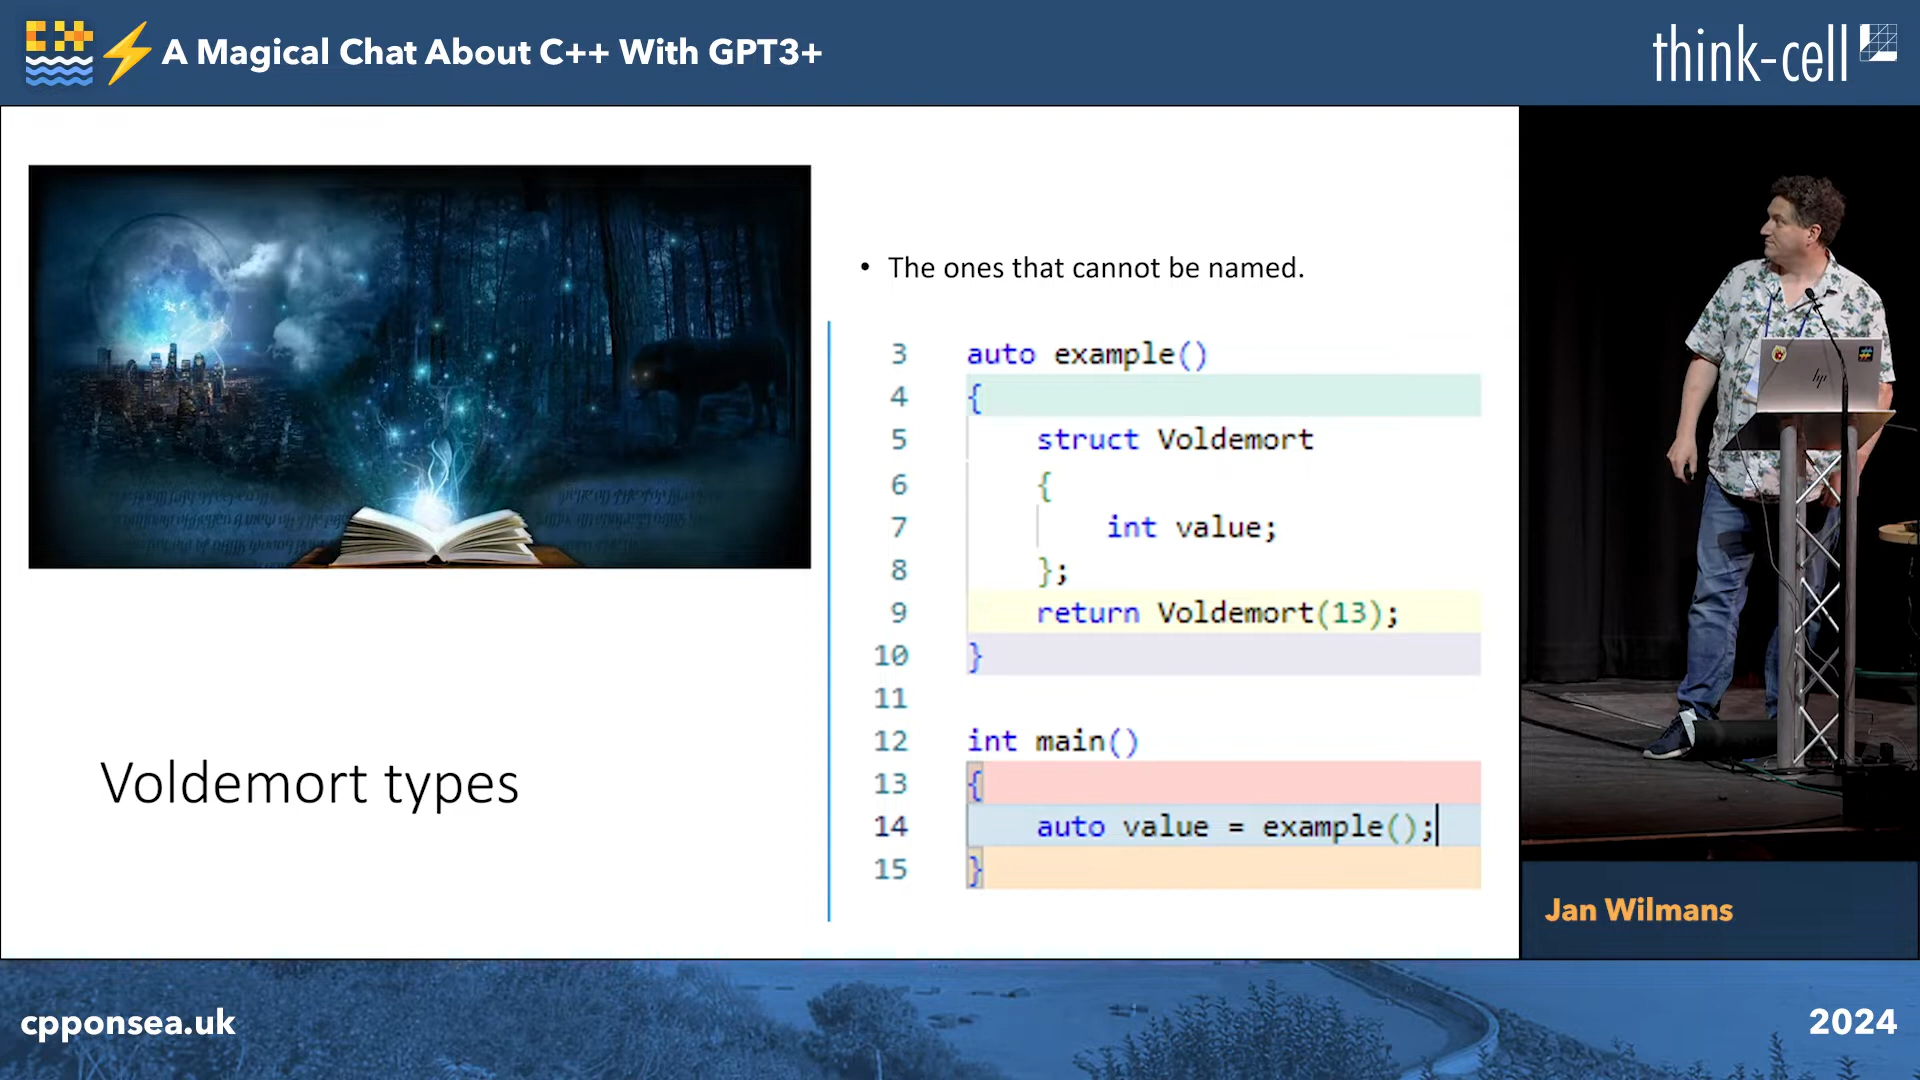 A Magical Chat About C++ With GPT3+
think-cell
• The ones that cannot be named.
3 auto example()
4 {
5 struct Voldemort
6 {
7 int value;
8 };
9 return Voldemort(13);
10 }
11
12 int main()
13 {
14 auto value = example();
15 }
Voldemort types
hp
Jan Wilmans
cpponsea.uk
2024